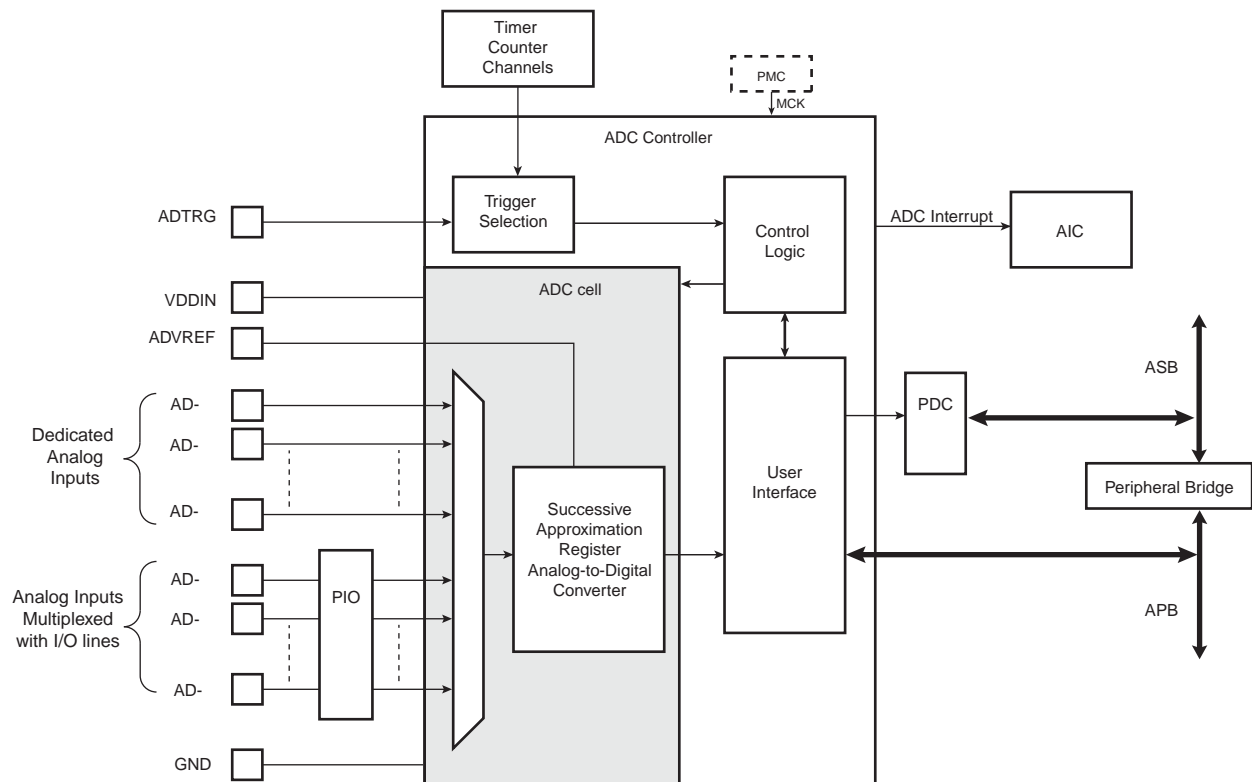 Timer
Counter
Channels
PMC
MCK
ADC Controller
ADTRG
Trigger
Selection
Control
Logic
ADC Interrupt
AIC
VDDIN
ADC cell
ADVREF
ASB
Dedicated
Analog
Inputs
AD-
AD-
AD-
PDC
User
Interface
Peripheral Bridge
Successive
Approximation
Register
Analog-to-Digital
Converter
Analog Inputs
Multiplexed
with I/O lines
AD-
AD-
AD-
PIO
APB
GND